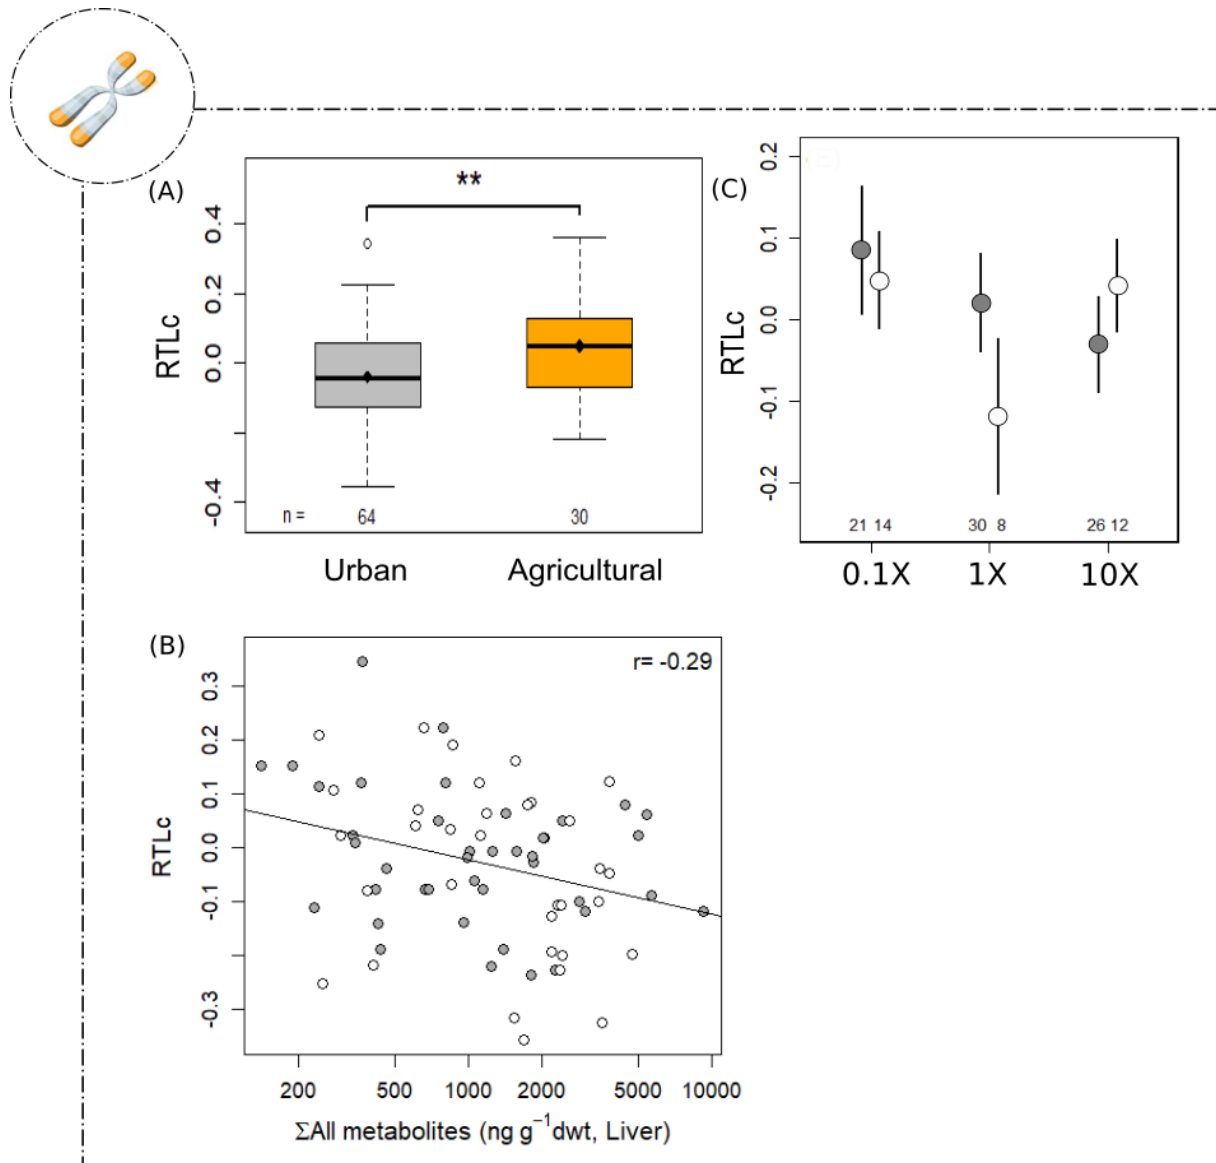 (A)
**
RTLc
0.4
0.2
0.0
-0.4
n = 64 30
Urban Agricultural
(C)
RTLc
0.2
0.1
0.0
-0.1
-0.2
21 14 30 8 26 12
0.1X 1X 10X
(B)
r= -0.29
RTLc
0.3
0.2
0.1
0.0
-0.1
-0.3
200 500 1000 2000 5000 10000
ΣAll metabolites (ng g⁻¹dwt, Liver)